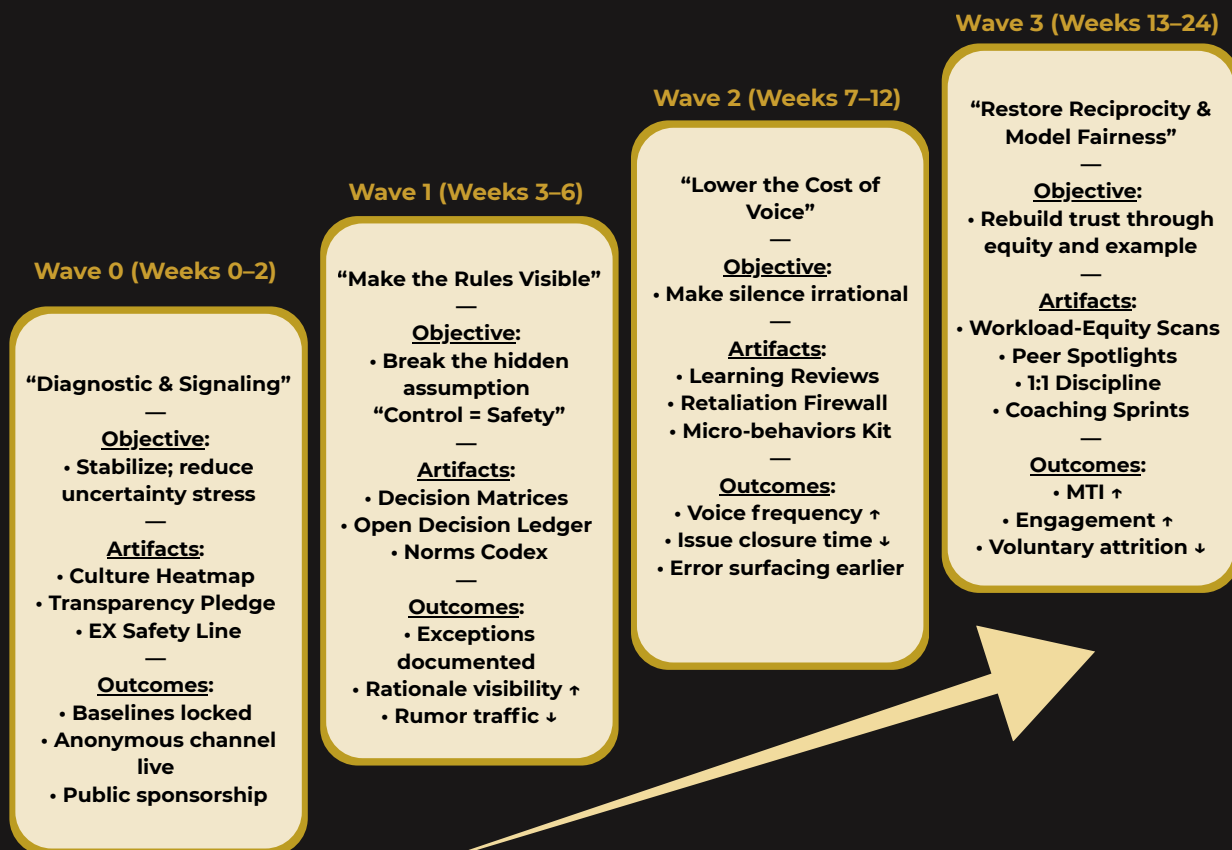 Wave 0 (Weeks 0–2)
“Diagnostic & Signaling”
—
Objective:
• Stabilize; reduce
uncertainty stress
—
Artifacts:
• Culture Heatmap
• Transparency Pledge
• EX Safety Line
—
Outcomes:
• Baselines locked
• Anonymous channel
live
• Public sponsorship
Wave 1 (Weeks 3–6)
“Make the Rules Visible”
—
Objective:
• Break the hidden
assumption
“Control = Safety”
—
Artifacts:
• Decision Matrices
• Open Decision Ledger
• Norms Codex
—
Outcomes:
• Exceptions
documented
• Rationale visibility ↑
• Rumor traffic ↓
Wave 2 (Weeks 7–12)
“Lower the Cost of
Voice”
—
Objective:
• Make silence irrational
—
Artifacts:
• Learning Reviews
• Retaliation Firewall
• Micro-behaviors Kit
—
Outcomes:
• Voice frequency ↑
• Issue closure time ↓
• Error surfacing earlier
Wave 3 (Weeks 13–24)
“Restore Reciprocity &
Model Fairness”
—
Objective:
• Rebuild trust through
equity and example
—
Artifacts:
• Workload-Equity Scans
• Peer Spotlights
• 1:1 Discipline
• Coaching Sprints
—
Outcomes:
• MTI ↑
• Engagement ↑
• Voluntary attrition ↓